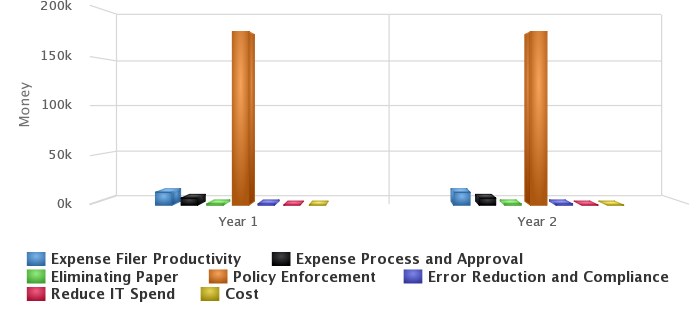 200k
150k
100k
50k
0k
Money
Year 1
Year 2
Expense Filer Productivity
Expense Process and Approval
Eliminating Paper
Policy Enforcement
Error Reduction and Compliance
Reduce IT Spend
Cost